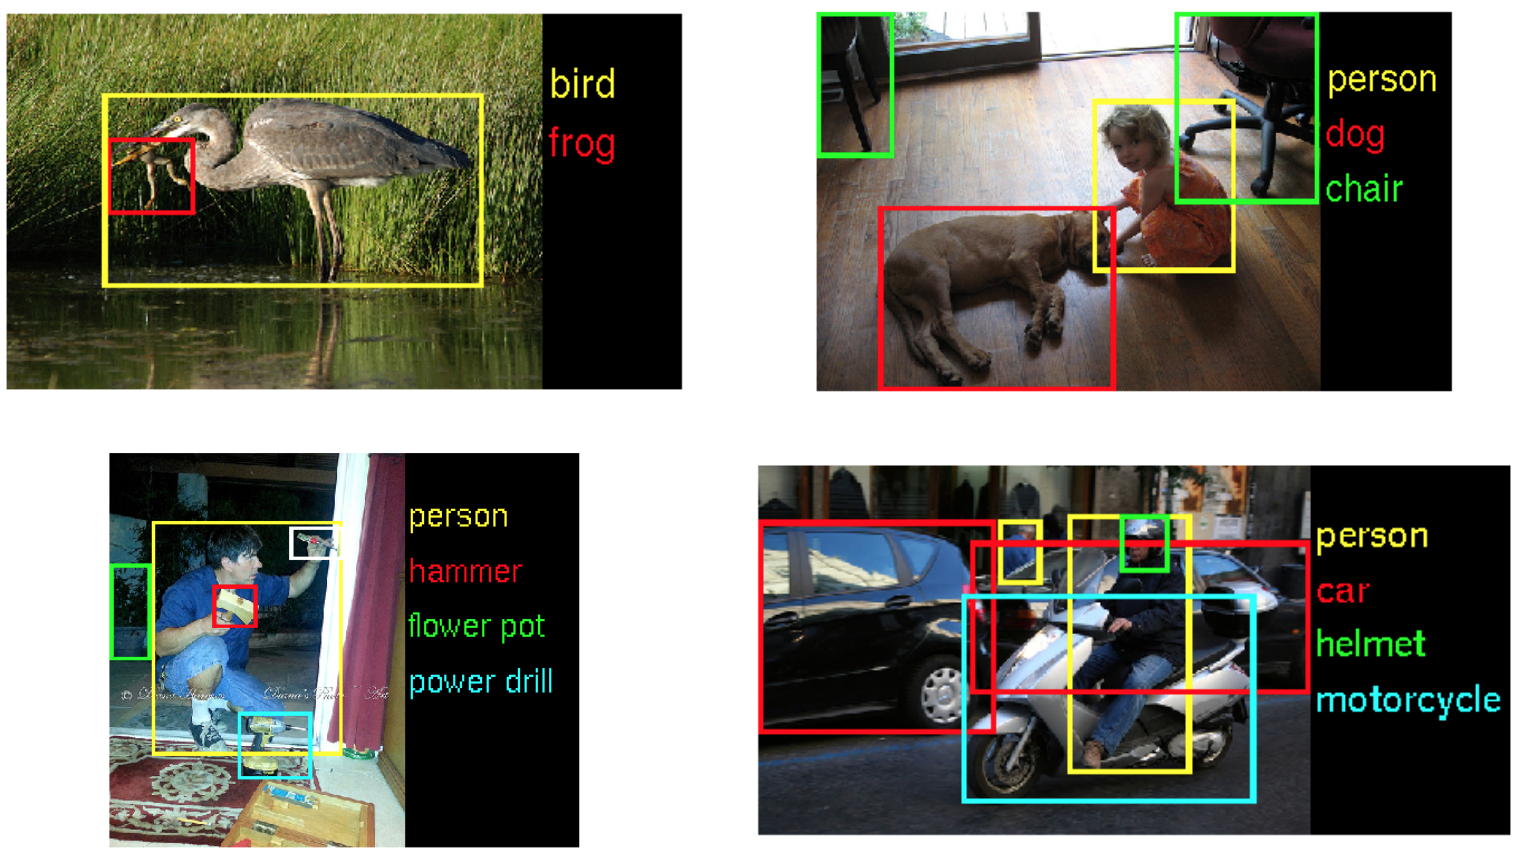 bird
frog
person
dog
chair
person
hammer
flower pot
power drill
person
car
helmet
motorcycle